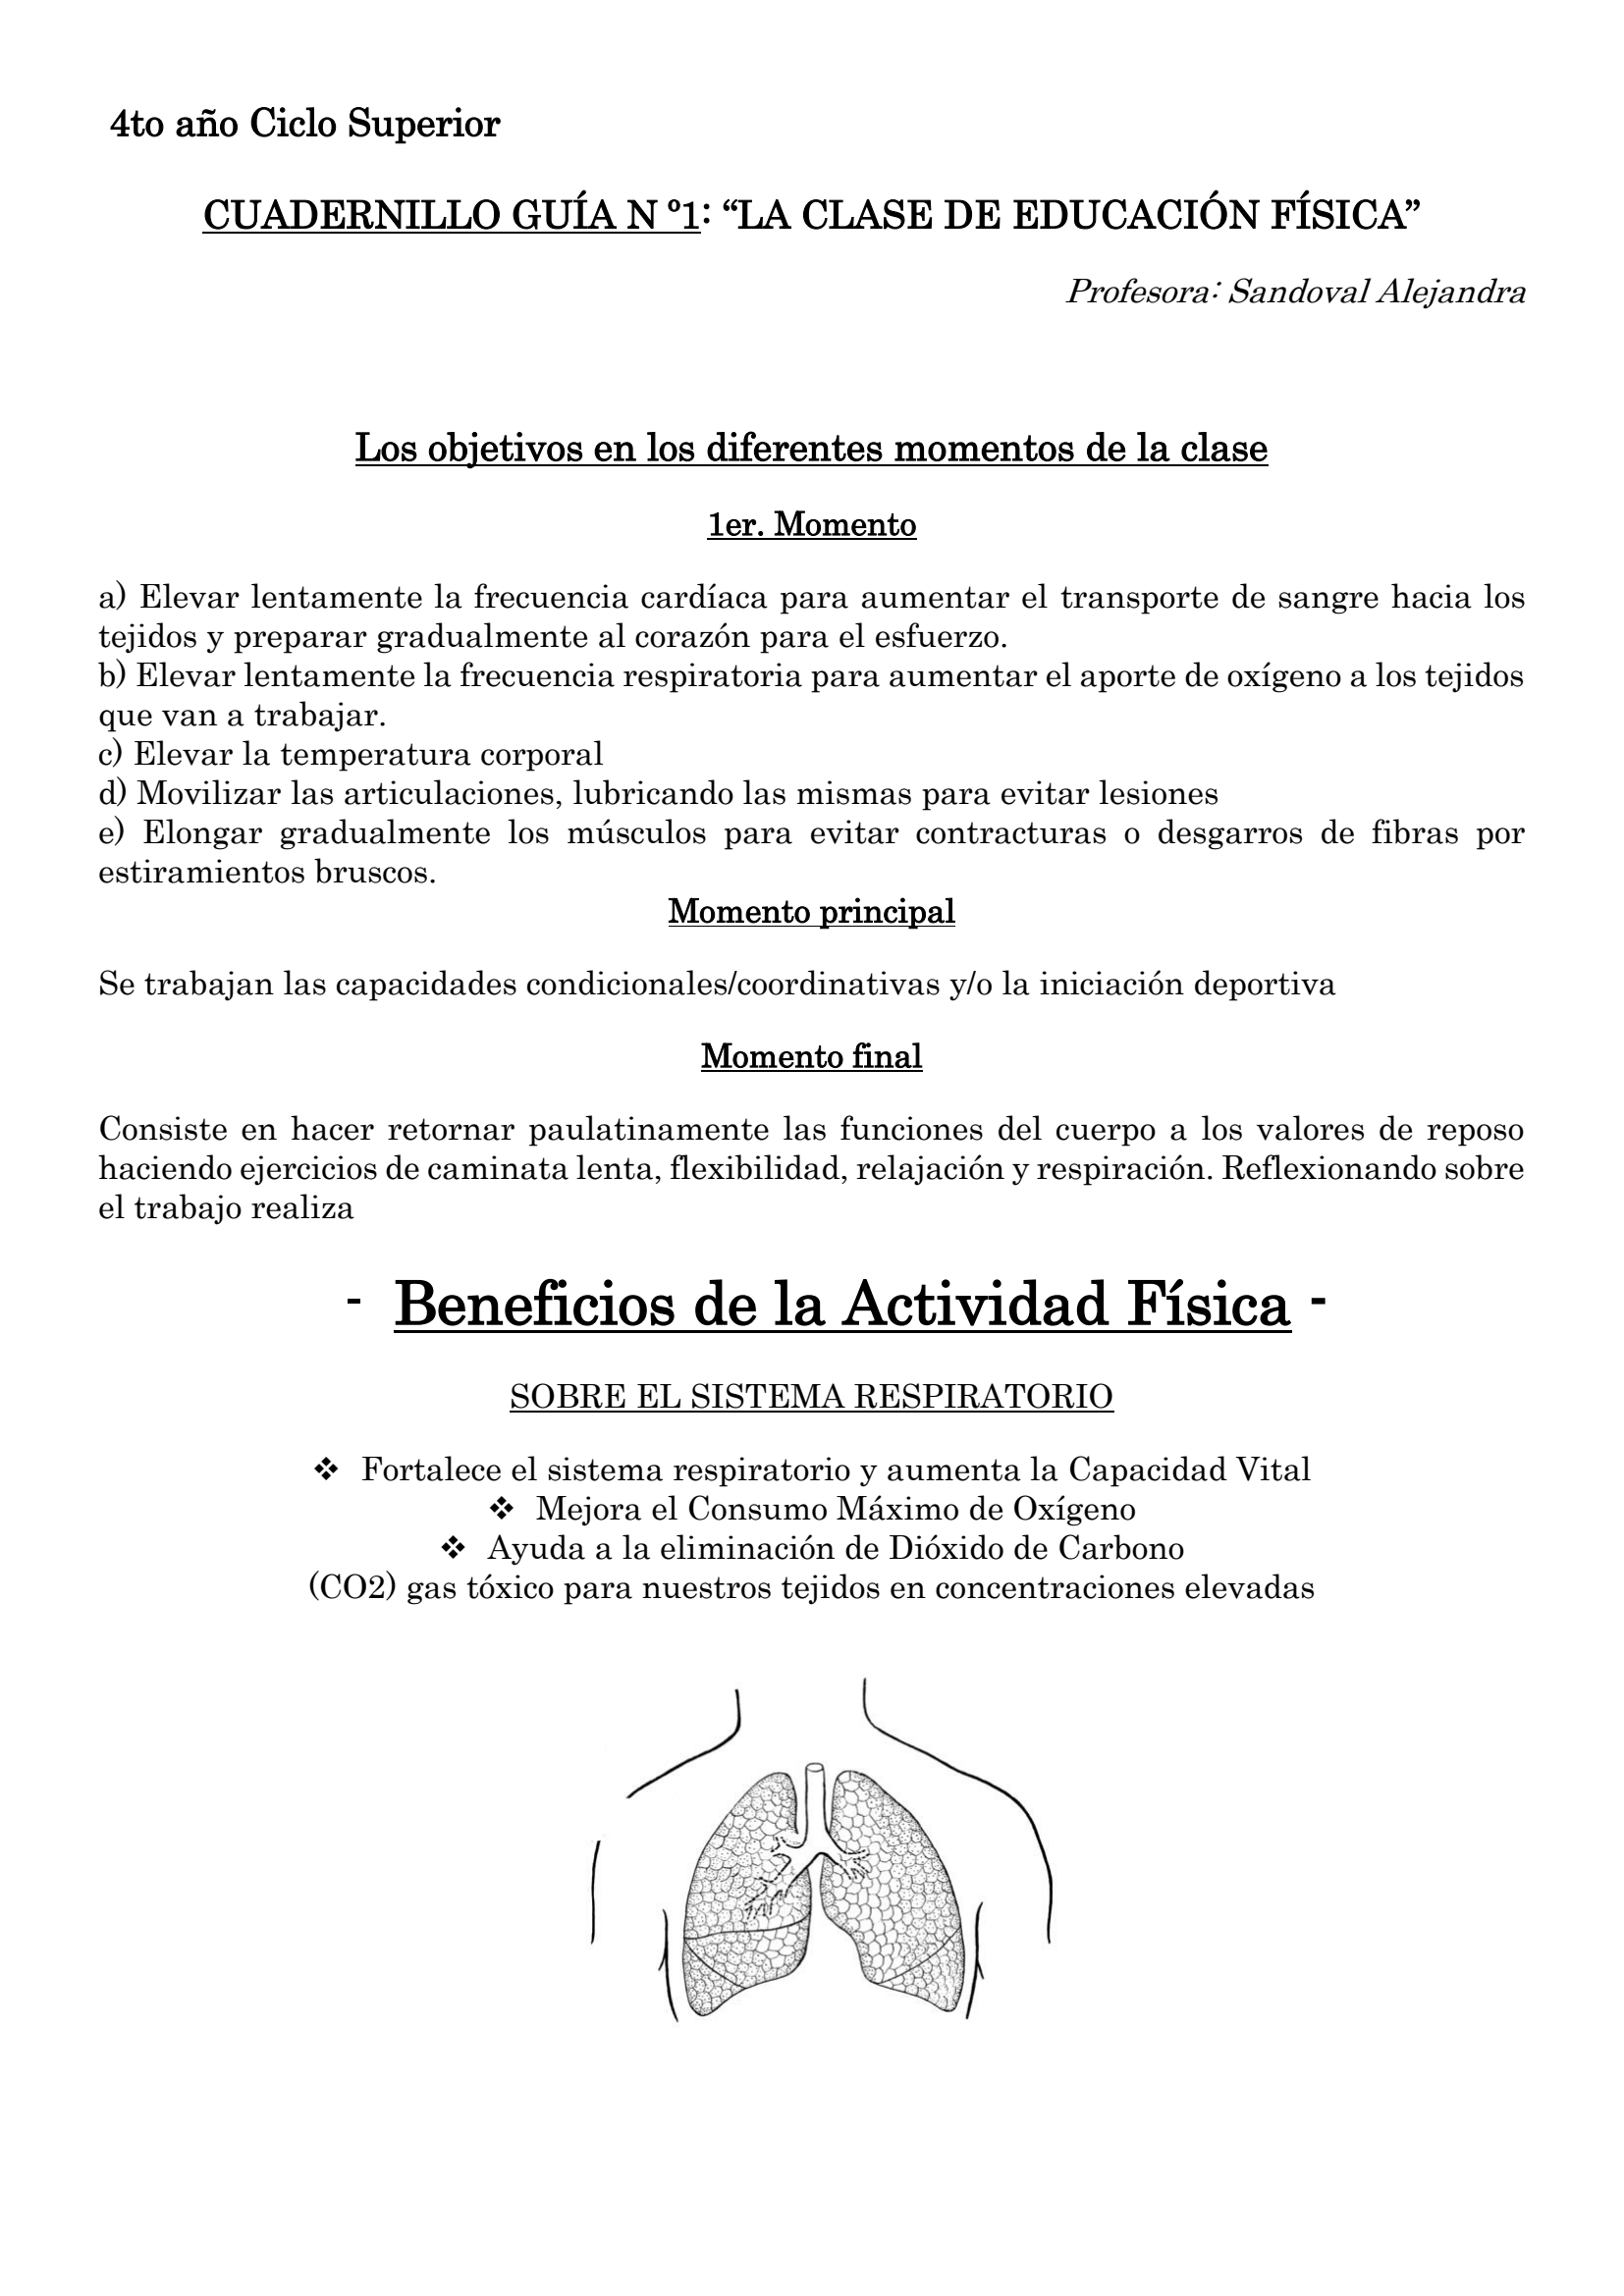 4to año Ciclo Superior
CUADERNILLO GUÍA N º1: “LA CLASE DE EDUCACIÓN FÍSICA”
Profesora: Sandoval Alejandra
Los objetivos en los diferentes momentos de la clase
1er. Momento
a) Elevar lentamente la frecuencia cardíaca para aumentar el transporte de sangre hacia los
tejidos y preparar gradualmente al corazón para el esfuerzo.
b) Elevar lentamente la frecuencia respiratoria para aumentar el aporte de oxígeno a los tejidos
que van a trabajar.
c) Elevar la temperatura corporal
d) Movilizar las articulaciones, lubricando las mismas para evitar lesiones
e) Elongar gradualmente los músculos para evitar contracturas o desgarros de fibras por
estiramientos bruscos.
Momento principal
Se trabajan las capacidades condicionales/coordinativas y/o la iniciación deportiva
Momento final
Consiste en hacer retornar paulatinamente las funciones del cuerpo a los valores de reposo
haciendo ejercicios de caminata lenta, flexibilidad, relajación y respiración. Reflexionando sobre
el trabajo realiza
- Beneficios de la Actividad Física -
SOBRE EL SISTEMA RESPIRATORIO
❖ Fortalece el sistema respiratorio y aumenta la Capacidad Vital
❖ Mejora el Consumo Máximo de Oxígeno
❖ Ayuda a la eliminación de Dióxido de Carbono
(CO2) gas tóxico para nuestros tejidos en concentraciones elevadas